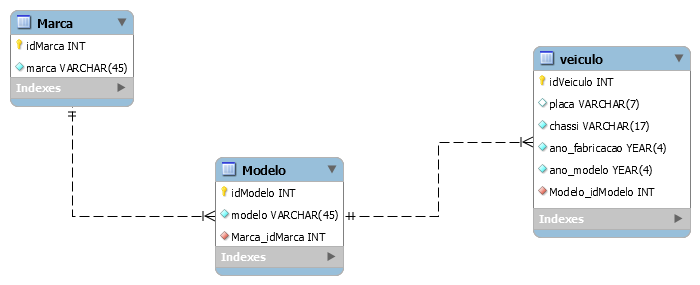 Marca
idMarca INT
marca VARCHAR(45)
Indexes
Modelo
idModelo INT
modelo VARCHAR(45)
Marca_idMarca INT
Indexes
veiculo
idVeiculo INT
placa VARCHAR(7)
chassi VARCHAR(17)
ano_fabricacao YEAR(4)
ano_modelo YEAR(4)
Modelo_idModelo INT
Indexes